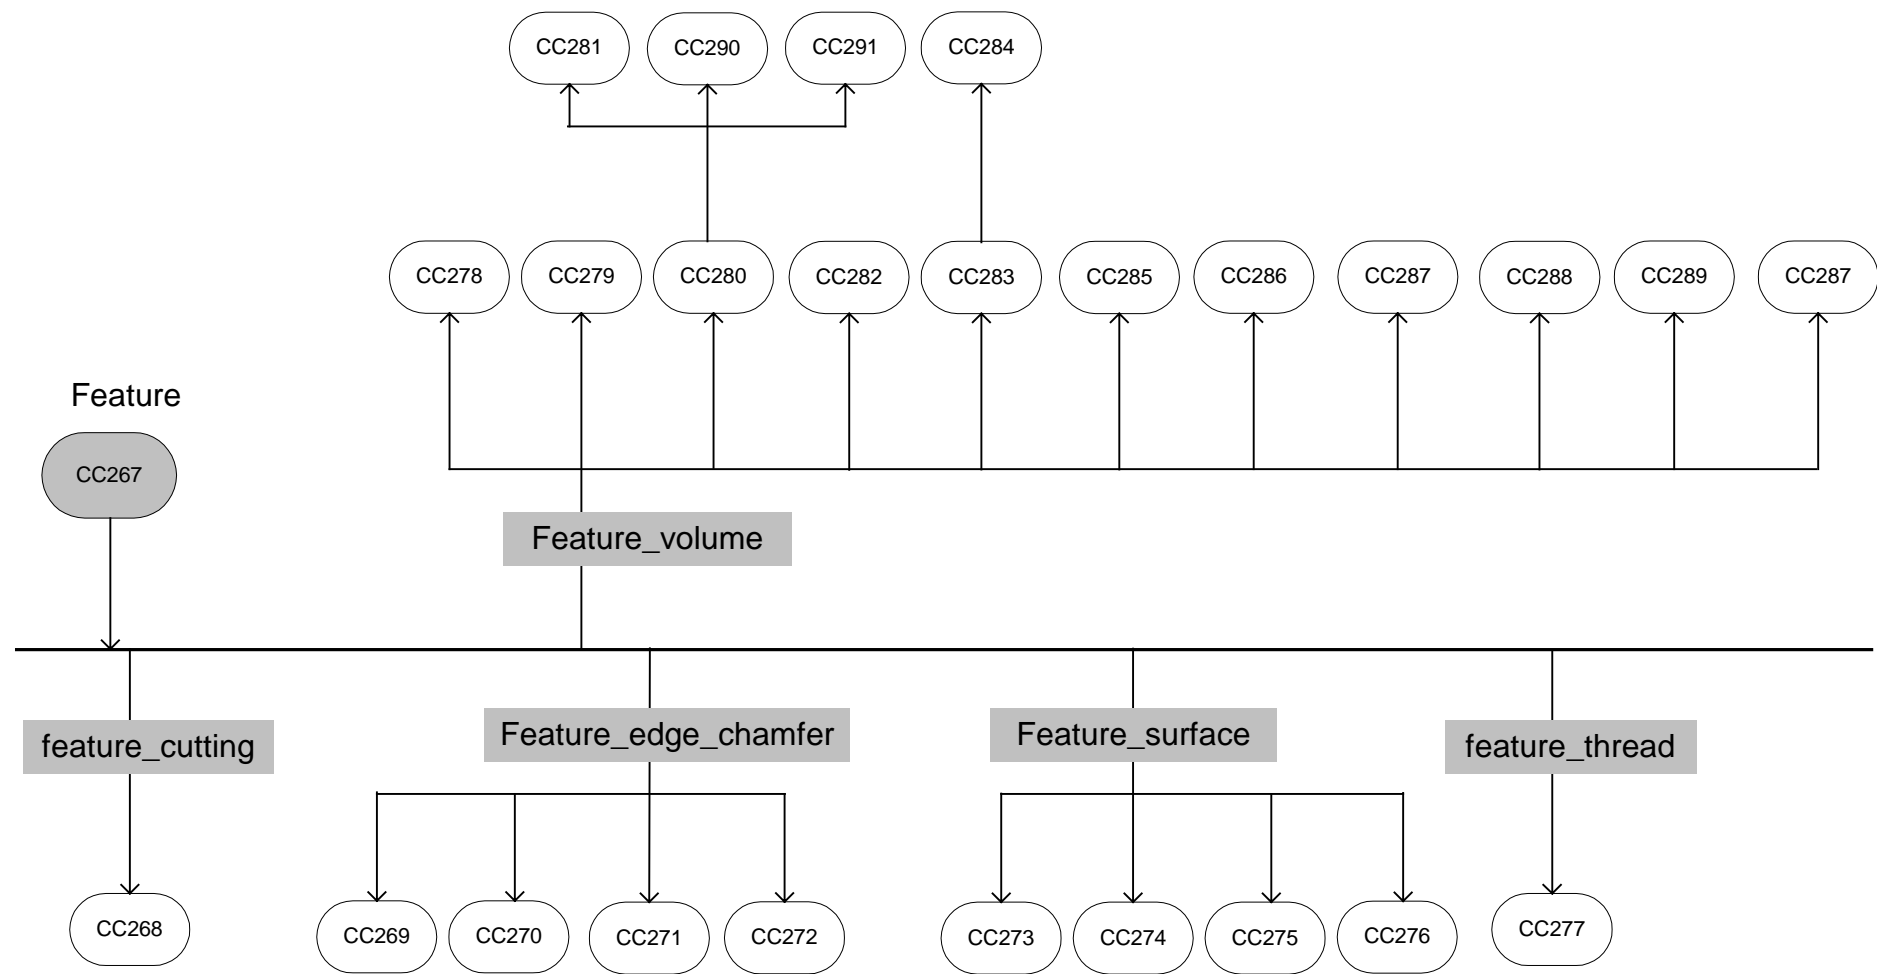 CC281 CC290 CC291 CC284
CC278 CC279 CC280 CC282 CC283 CC285 CC286 CC287 CC288 CC289 CC287
Feature
CC267
Feature_volume
feature_cutting Feature_edge_chamfer Feature_surface feature_thread
CC268 CC269 CC270 CC271 CC272 CC273 CC274 CC275 CC276 CC277